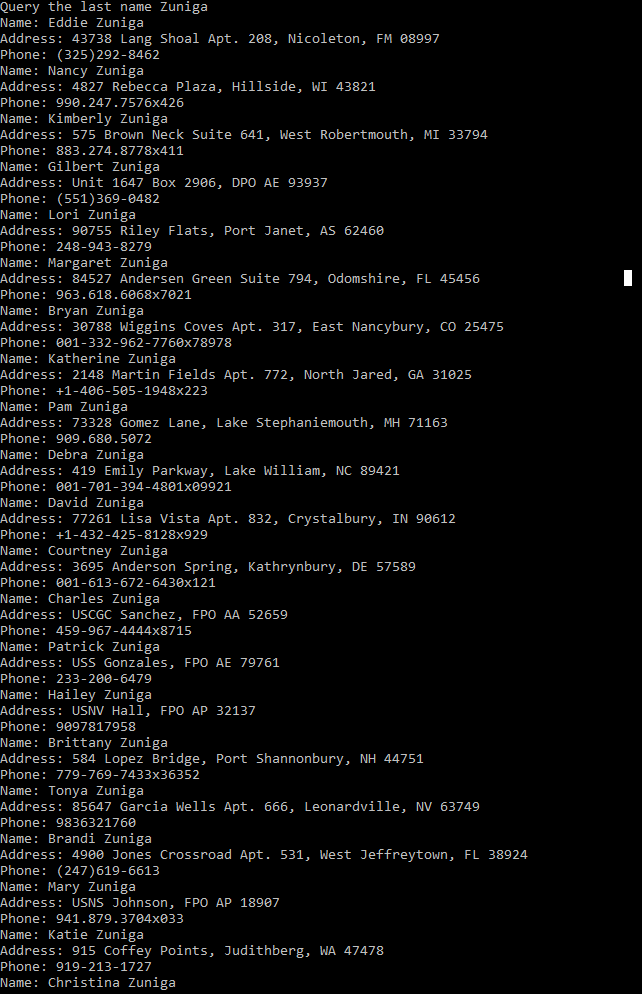 Query the last name Zuniga
Name: Eddie Zuniga
Address: 43738 Lang Shoal Apt. 208, Nicoleton, FM 08997
Phone: (325)292-8462
Name: Nancy Zuniga
Address: 4827 Rebecca Plaza, Hillside, WI 43821
Phone: 990.247.7576x426
Name: Kimberly Zuniga
Address: 575 Brown Neck Suite 641, West Robertmouth, MI 33794
Phone: 883.274.8778x411
Name: Gilbert Zuniga
Address: Unit 1647 Box 2906, DPO AE 93937
Phone: (551)369-0482
Name: Lori Zuniga
Address: 90755 Riley Flats, Port Janet, AS 62460
Phone: 248-943-8279
Name: Margaret Zuniga
Address: 84527 Andersen Green Suite 794, Odomshire, FL 45456
Phone: 963.618.6068x7021
Name: Bryan Zuniga
Address: 30788 Wiggins Coves Apt. 317, East Nancybury, CO 25475
Phone: 001-332-962-7760x78978
Name: Katherine Zuniga
Address: 2148 Martin Fields Apt. 772, North Jared, GA 31025
Phone: +1-406-505-1948x223
Name: Pam Zuniga
Address: 73328 Gomez Lane, Lake Stephaniemouth, MH 71163
Phone: 909.680.5072
Name: Debra Zuniga
Address: 419 Emily Parkway, Lake William, NC 89421
Phone: 001-701-394-4801x09921
Name: David Zuniga
Address: 77261 Lisa Vista Apt. 832, Crystalbury, IN 90612
Phone: +1-432-425-8128x929
Name: Courtney Zuniga
Address: 3695 Anderson Spring, Kathrynbury, DE 57589
Phone: 001-613-672-6430x121
Name: Charles Zuniga
Address: USCGC Sanchez, FPO AA 52659
Phone: 459-967-4444x8715
Name: Patrick Zuniga
Address: USS Gonzales, FPO AE 79761
Phone: 233-200-6479
Name: Hailey Zuniga
Address: USNV Hall, FPO AP 32137
Phone: 9097817958
Name: Brittany Zuniga
Address: 584 Lopez Bridge, Port Shannonbury, NH 44751
Phone: 779-769-7433x36352
Name: Tonya Zuniga
Address: 85647 Garcia Wells Apt. 666, Leonardville, NV 63749
Phone: 9836321760
Name: Brandi Zuniga
Address: 4900 Jones Crossroad Apt. 531, West Jeffreytown, FL 38924
Phone: (247)619-6613
Name: Mary Zuniga
Address: USNS Johnson, FPO AP 18907
Phone: 941.879.3704x033
Name: Katie Zuniga
Address: 915 Coffey Points, Judithberg, WA 47478
Phone: 919-213-1727
Name: Christina Zuniga